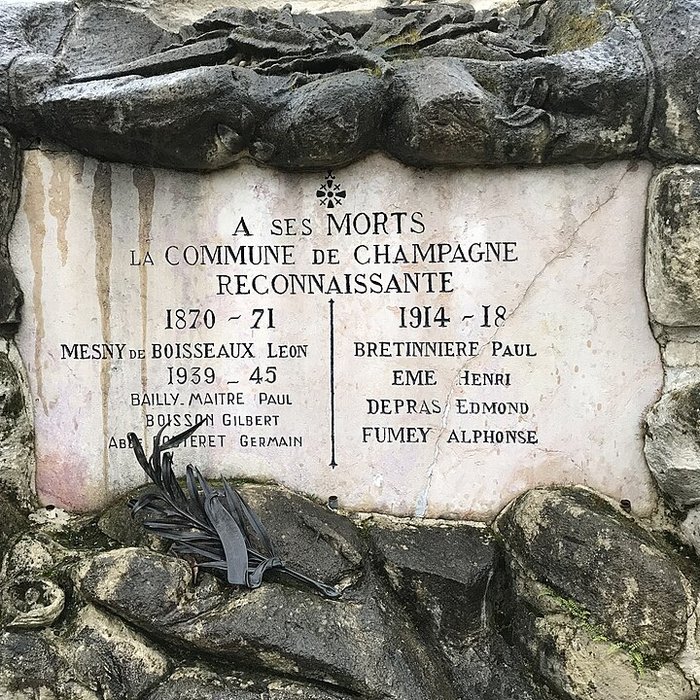 A SES MORTS
LA COMMUNE DE CHAMPAGNE
RECONNAISSANTE
1870 - 71
MESNY DE BOISSEAUX LEON
1939 - 45
BAILLY-MAITRE PAUL
BOISSON GILBERT
GERMAIN
1914 - 18
BRETINNIERE PAUL
EME HENRI
DEPRAS EDMOND
FUMEY ALPHONSE